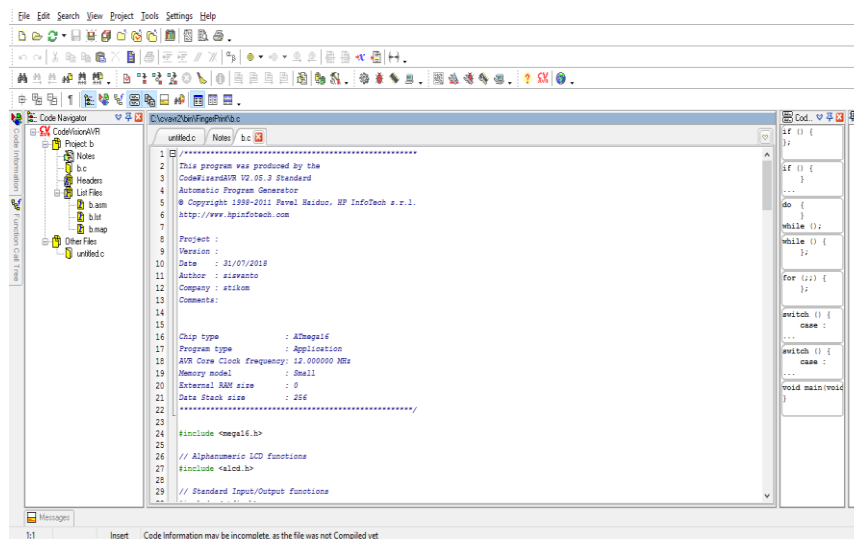 File Edit Search View Project Tools Settings Help
Code Navigator
CodeVisionAVR
Project: b
Notes
b.c
Headers
List Files
b.asm
b.lst
b.map
Other Files
untitled.c
Code Information
Function Call Tree
C:\cvavr2\bin\FingerPrint\b.c
untitled.c Notes b.c
1 /*****************************************************
2 This program was produced by the
3 CodeWizardAVR V2.05.3 Standard
4 Automatic Program Generator
5 © Copyright 1998-2011 Pavel Haiduc, HP InfoTech s.r.l.
6 http://www.hpinfotech.com
7
8 Project :
9 Version :
10 Date    : 31/07/2018
11 Author  : siswanto
12 Company : stikom
13 Comments:
14
15
16 Chip type               : ATmega16
17 Program type            : Application
18 AVR Core Clock frequency: 12.000000 MHz
19 Memory model            : Small
20 External RAM size       : 0
21 Data Stack size         : 256
22 *****************************************************/
23
24 #include <mega16.h>
25
26 // Alphanumeric LCD functions
27 #include <alcd.h>
28
29 // Standard Input/Output functions
Cod..
if () {
};
if () {
}
...
do {
}
while ();
while () {
};
for (;;) {
};
switch () {
case :
...
switch () {
case :
...
void main(void
}
Messages
1:1 Insert Code Information may be incomplete, as the file was not Compiled yet